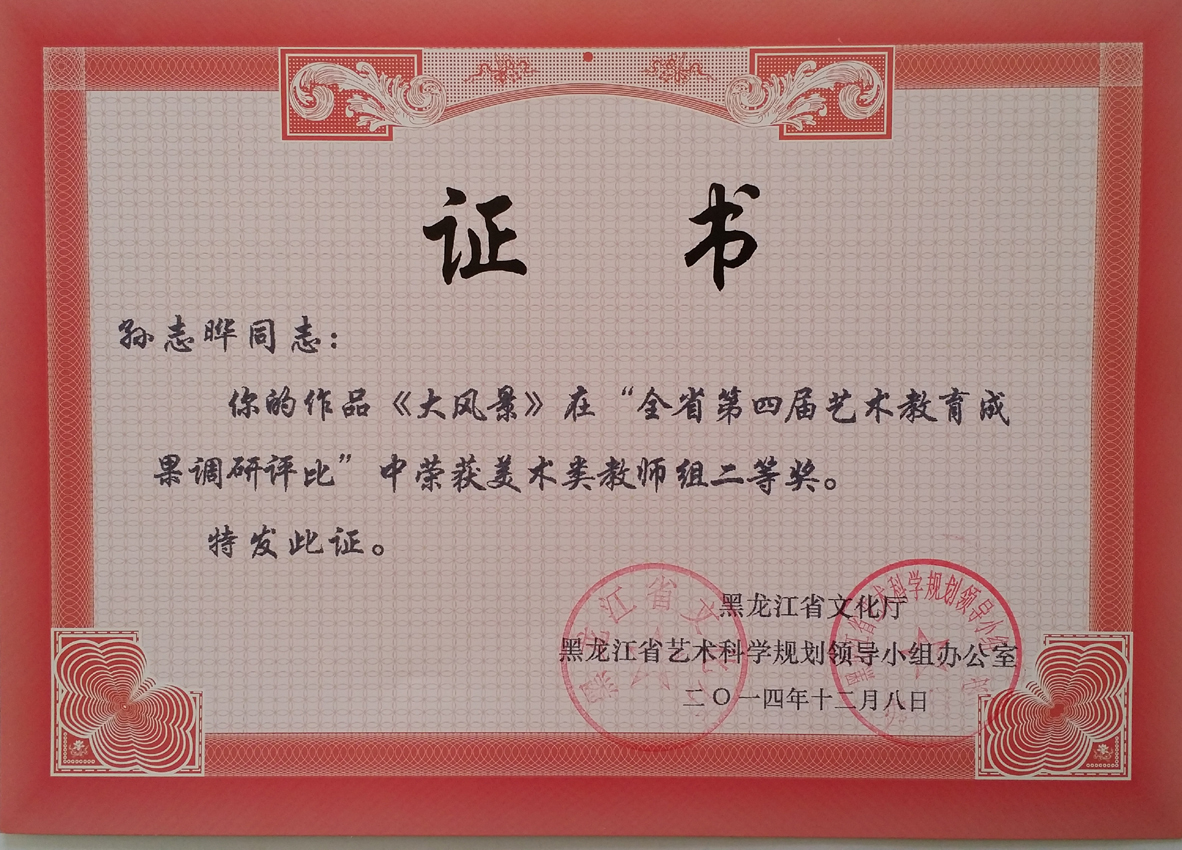 证 书
孙志晔同志：
你的作品《大风景》在“全省第四届艺术教育成
果调研评比”中荣获美术类教师组二等奖。
特发此证。
黑龙江省文化厅
黑龙江省艺术科学规划领导小组办公室
二〇一四年十二月八日